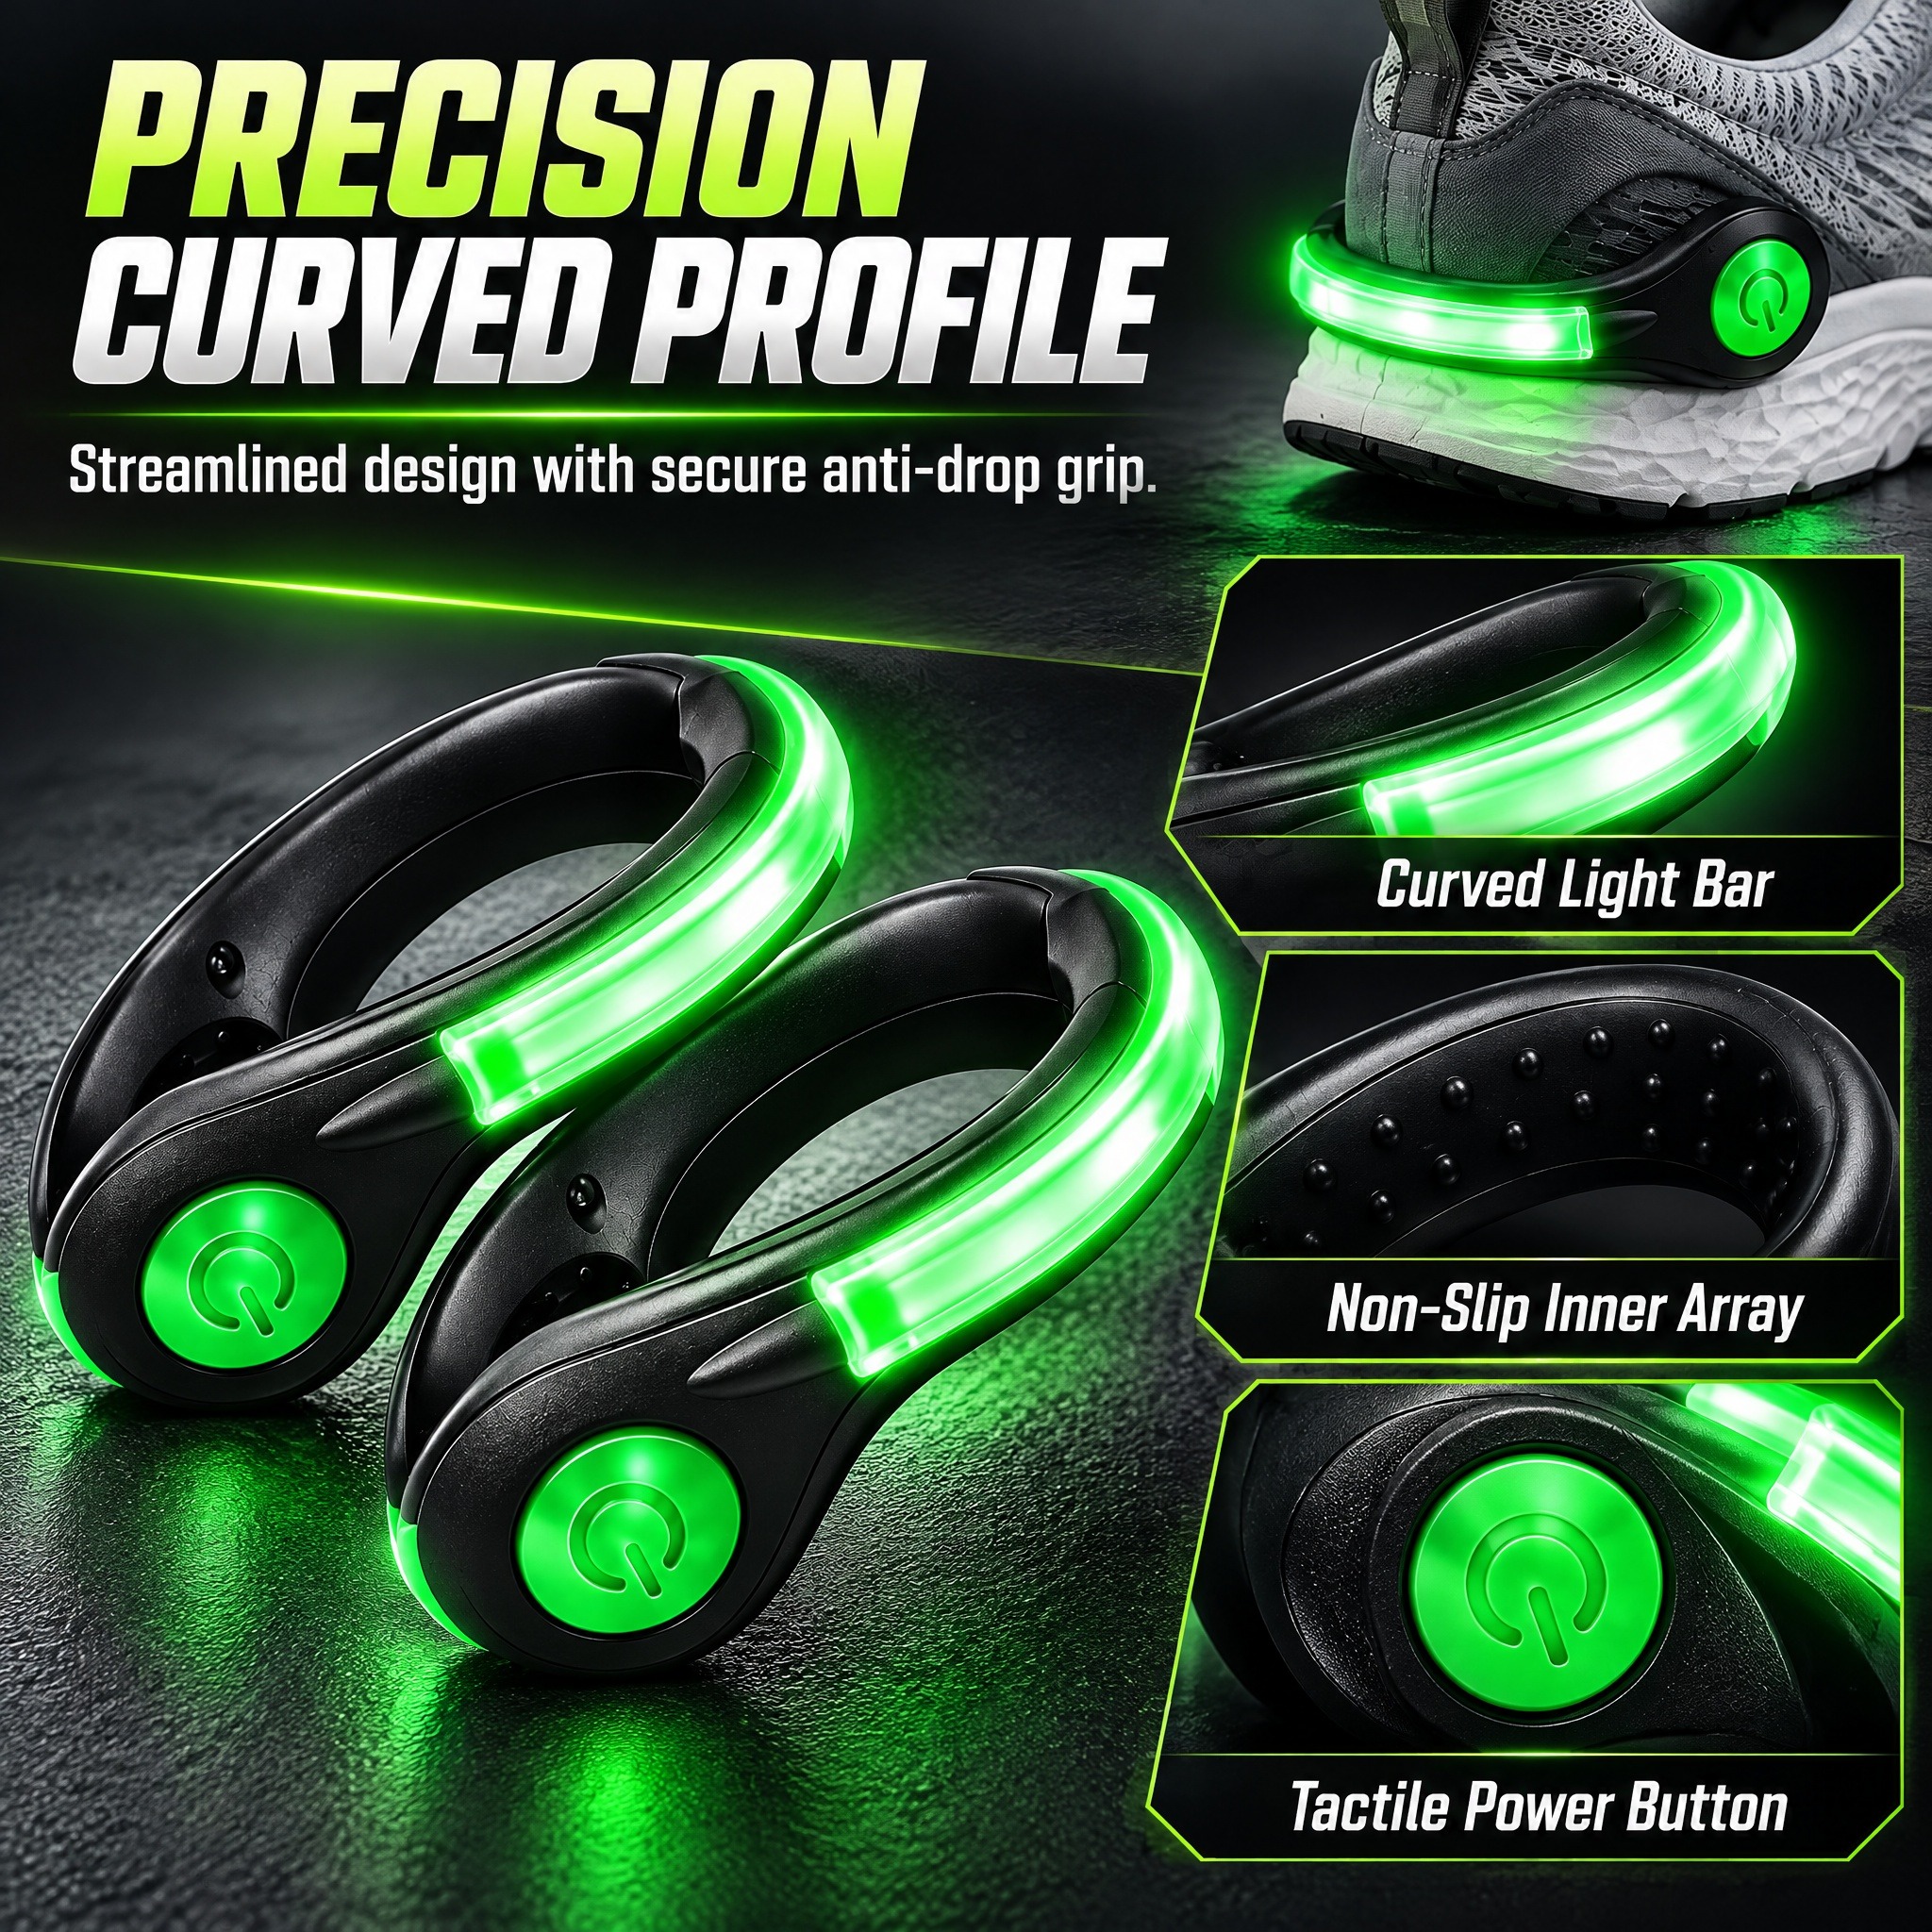 PRECISION
CURVED PROFILE
Streamlined design with secure anti-drop grip.
Curved Light Bar
Non-Slip Inner Array
Tactile Power Button